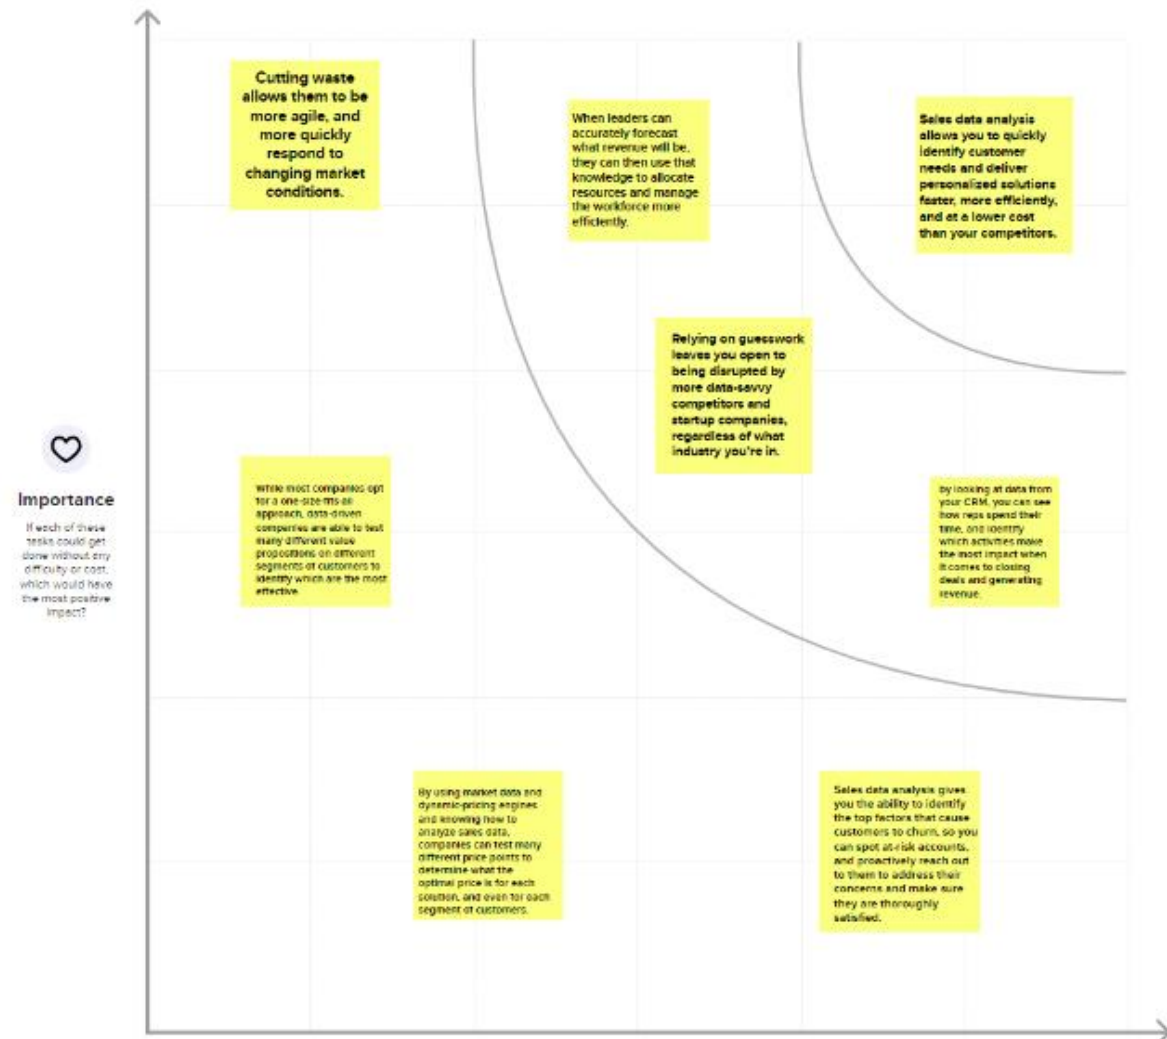 Cutting waste
allows them to be
more agile, and
more quickly
respond to
changing market
conditions.
When leaders can
accurately forecast
what revenue will be,
they can then use that
knowledge to allocate
resources and manage
the workforce more
efficiently.
Sales data analysis
allows you to quickly
identify customer
needs and deliver
personalized solutions
faster, more efficiently,
and at a lower cost
than your competitors.
Relying on guesswork
leaves you open to
being disrupted by
more data-savvy
competitors and
startup companies,
regardless of what
industry you're in.
Importance
If each of these
tasks could get
done without any
difficulty or cost,
which would have
the most positive
impact?
While most companies opt
for a one-size-fits-all
approach, data-driven
companies are able to test
many different value
propositions on different
segments of customers to
identify which are the most
effective.
by looking at data from
your CRM, you can see
how reps spend their
time, and identify
which activities make
the most impact when
it comes to closing
deals and generating
revenue.
By using market data and
dynamic-pricing engines
and knowing how to
analyze sales data,
companies can test many
different price points to
determine what the
optimal price is for each
solution, and even for each
segment of customers.
Sales data analysis gives
you the ability to identify
the top factors that cause
customers to churn, so you
can spot at-risk accounts,
and proactively reach out
to them to address their
concerns and make sure
they are thoroughly
satisfied.